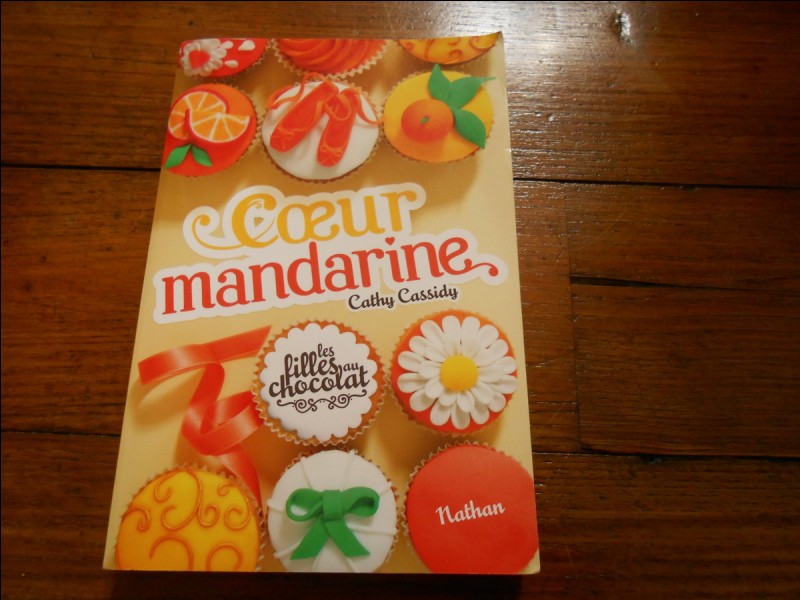 Cœur
mandarine
Cathy Cassidy
les
filles au
chocolat
Nathan